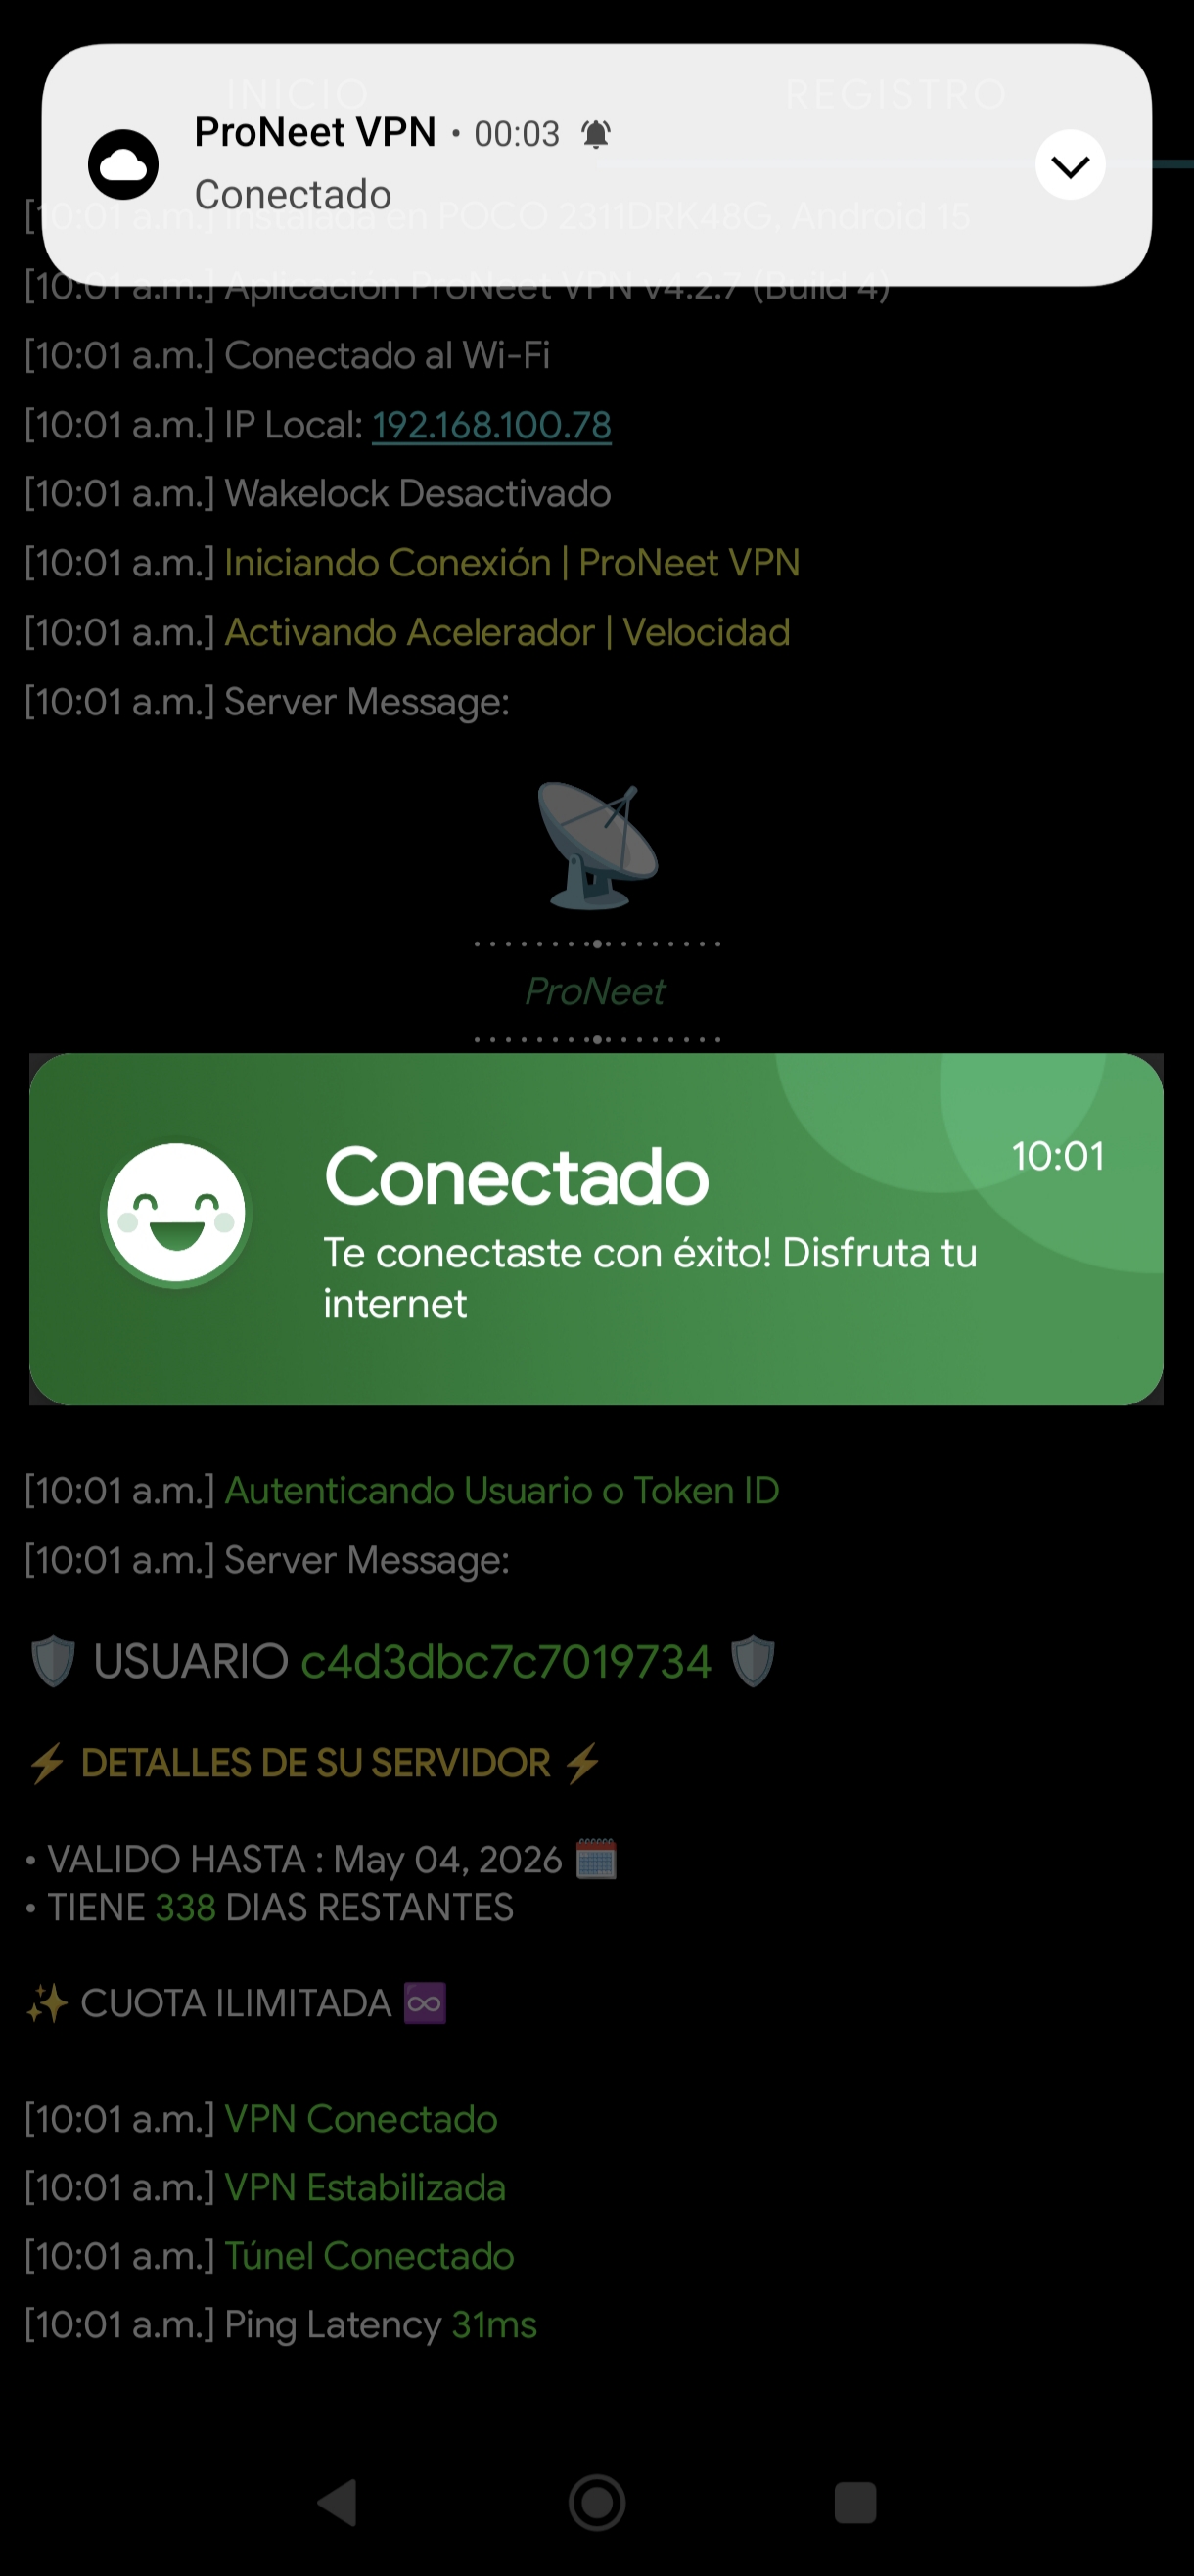 INICIO REGISTRO
ProNeet VPN • 00:03
Conectado
[10:01 a.m.] Instalada en POCO 2311DRK48G, Android 15
[10:01 a.m.] Aplicación ProNeet VPN v4.2.7 (Build 4)
[10:01 a.m.] Conectado al Wi-Fi
[10:01 a.m.] IP Local: 192.168.100.78
[10:01 a.m.] Wakelock Desactivado
[10:01 a.m.] Iniciando Conexión | ProNeet VPN
[10:01 a.m.] Activando Acelerador | Velocidad
[10:01 a.m.] Server Message:
ProNeet
Conectado 10:01
Te conectaste con éxito! Disfruta tu
internet
[10:01 a.m.] Autenticando Usuario o Token ID
[10:01 a.m.] Server Message:
🛡️ USUARIO c4d3dbc7c7019734 🛡️
⚡ DETALLES DE SU SERVIDOR ⚡
• VALIDO HASTA : May 04, 2026 🗓️
• TIENE 338 DIAS RESTANTES
✨ CUOTA ILIMITADA ♾️
[10:01 a.m.] VPN Conectado
[10:01 a.m.] VPN Estabilizada
[10:01 a.m.] Túnel Conectado
[10:01 a.m.] Ping Latency 31ms